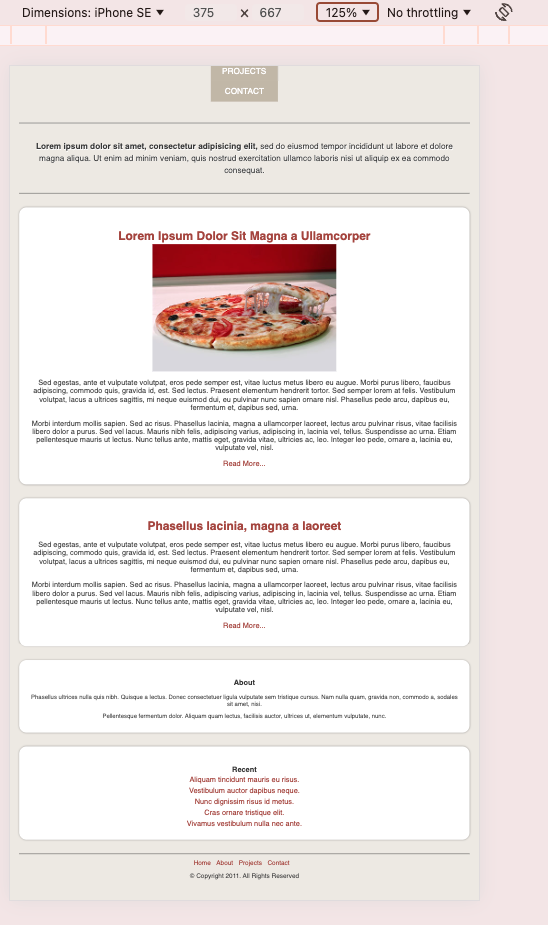 Dimensions: iPhone SE ▼ 375 × 667 125% ▼ No throttling ▼
PROJECTS
CONTACT
Lorem ipsum dolor sit amet, consectetur adipisicing elit, sed do eiusmod tempor incididunt ut labore et dolore
magna aliqua. Ut enim ad minim veniam, quis nostrud exercitation ullamco laboris nisi ut aliquip ex ea commodo
consequat.
Lorem Ipsum Dolor Sit Magna a Ullamcorper
Sed egestas, ante et vulputate volutpat, eros pede semper est, vitae luctus metus libero eu augue. Morbi purus libero, faucibus
adipiscing, commodo quis, gravida id, est. Sed lectus. Praesent elementum hendrerit tortor. Sed semper lorem at felis. Vestibulum
volutpat, lacus a ultrices sagittis, mi neque euismod dui, eu pulvinar nunc sapien ornare nisl. Phasellus pede arcu, dapibus eu,
fermentum et, dapibus sed, urna.
Morbi interdum mollis sapien. Sed ac risus. Phasellus lacinia, magna a ullamcorper laoreet, lectus arcu pulvinar risus, vitae facilisis
libero dolor a purus. Sed vel lacus. Mauris nibh felis, adipiscing varius, adipiscing in, lacinia vel, tellus. Suspendisse ac urna. Etiam
pellentesque mauris ut lectus. Nunc tellus ante, mattis eget, gravida vitae, ultricies ac, leo. Integer leo pede, ornare a, lacinia eu,
vulputate vel, nisl.
Read More...
Phasellus lacinia, magna a laoreet
Sed egestas, ante et vulputate volutpat, eros pede semper est, vitae luctus metus libero eu augue. Morbi purus libero, faucibus
adipiscing, commodo quis, gravida id, est. Sed lectus. Praesent elementum hendrerit tortor. Sed semper lorem at felis. Vestibulum
volutpat, lacus a ultrices sagittis, mi neque euismod dui, eu pulvinar nunc sapien ornare nisl. Phasellus pede arcu, dapibus eu,
fermentum et, dapibus sed, urna.
Morbi interdum mollis sapien. Sed ac risus. Phasellus lacinia, magna a ullamcorper laoreet, lectus arcu pulvinar risus, vitae facilisis
libero dolor a purus. Sed vel lacus. Mauris nibh felis, adipiscing varius, adipiscing in, lacinia vel, tellus. Suspendisse ac urna. Etiam
pellentesque mauris ut lectus. Nunc tellus ante, mattis eget, gravida vitae, ultricies ac, leo. Integer leo pede, ornare a, lacinia eu,
vulputate vel, nisl.
Read More...
About
Phasellus ultrices nulla quis nibh. Quisque a lectus. Donec consectetuer ligula vulputate sem tristique cursus. Nam nulla quam, gravida non, commodo a, sodales
sit amet, nisi.
Pellentesque fermentum dolor. Aliquam quam lectus, facilisis auctor, ultrices ut, elementum vulputate, nunc.
Recent
Aliquam tincidunt mauris eu risus.
Vestibulum auctor dapibus neque.
Nunc dignissim risus id metus.
Cras ornare tristique elit.
Vivamus vestibulum nulla nec ante.
Home About Projects Contact
© Copyright 2011. All Rights Reserved